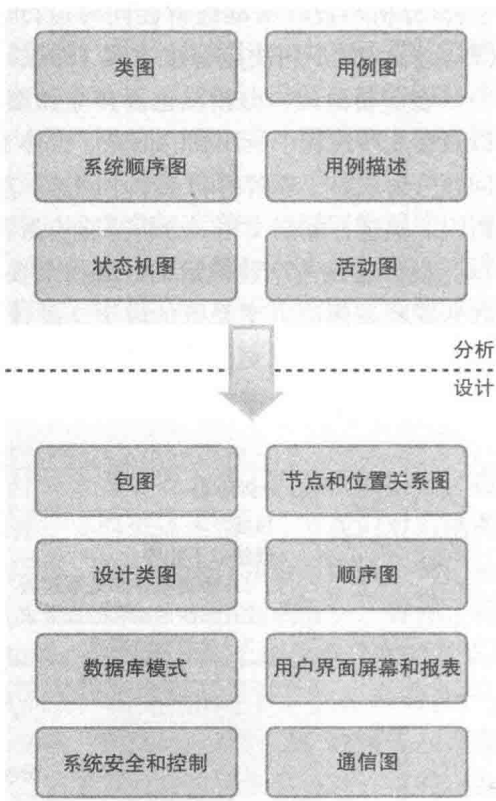 类图
用例图
系统顺序图
用例描述
状态机图
活动图
分析
设计
包图
节点和位置关系图
设计类图
顺序图
数据库模式
用户界面屏幕和报表
系统安全和控制
通信图